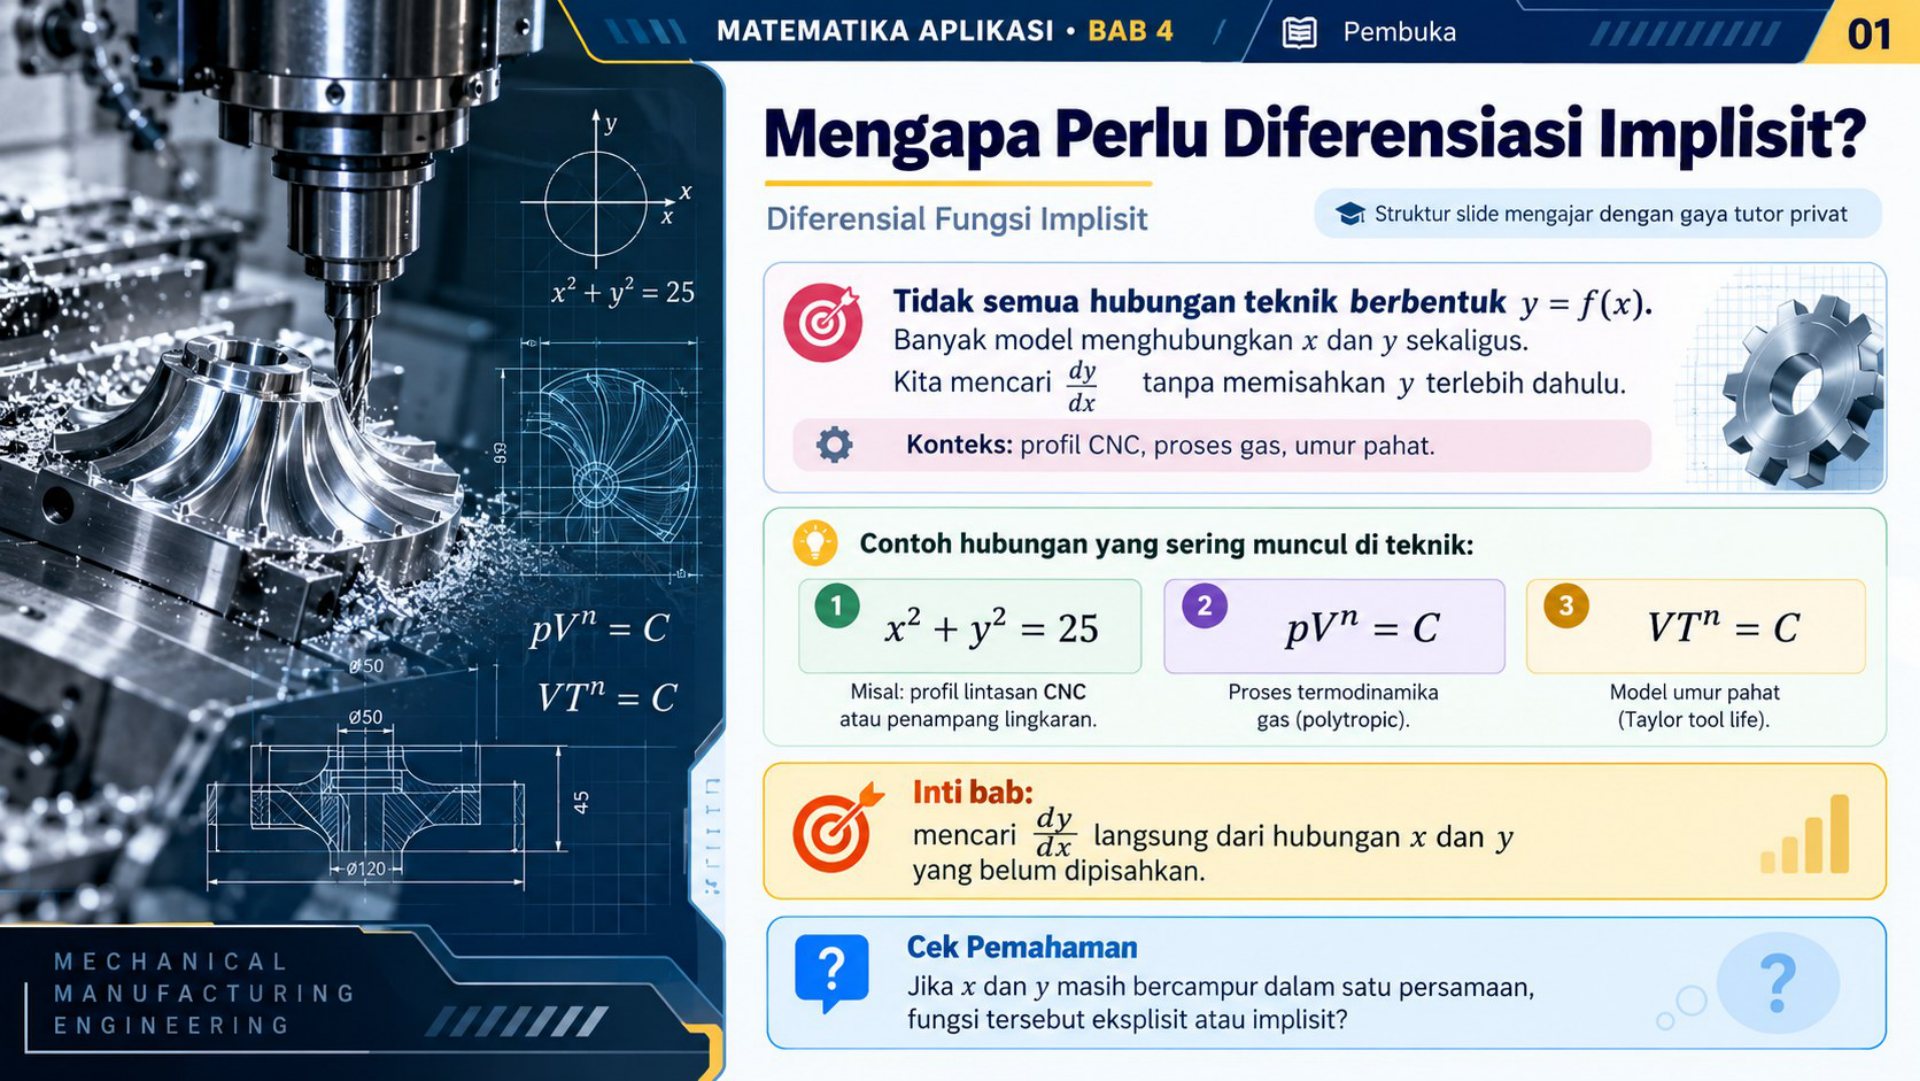 MATEMATIKA APLIKASI • BAB 4
Pembuka
01
Mengapa Perlu Diferensiasi Implisit?
Diferensial Fungsi Implisit
Struktur slide mengajar dengan gaya tutor privat
Tidak semua hubungan teknik berbentuk y = f(x).
Banyak model menghubungkan x dan y sekaligus.
Kita mencari dy/dx tanpa memisahkan y terlebih dahulu.
Konteks: profil CNC, proses gas, umur pahat.
Contoh hubungan yang sering muncul di teknik:
1
x² + y² = 25
Misal: profil lintasan CNC
atau penampang lingkaran.
2
pVⁿ = C
Proses termodinamika
gas (polytropic).
3
VTⁿ = C
Model umur pahat
(Taylor tool life).
Inti bab:
mencari dy/dx langsung dari hubungan x dan y
yang belum dipisahkan.
?
Cek Pemahaman
Jika x dan y masih bercampur dalam satu persamaan,
fungsi tersebut eksplisit atau implisit?
?
y
x
x
x² + y² = 25
pVⁿ = C
VTⁿ = C
ø50
Ø50
45
ø120
MECHANICAL
MANUFACTURING
ENGINEERING